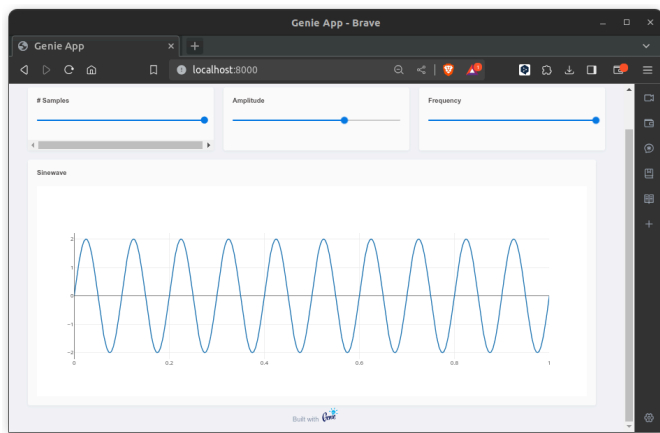 Genie App - Brave
Genie App
localhost:8000
1
# Samples
Amplitude
Frequency
Sinewave
2
1
0
−1
−2
0
0.2
0.4
0.6
0.8
1
Built with Genie